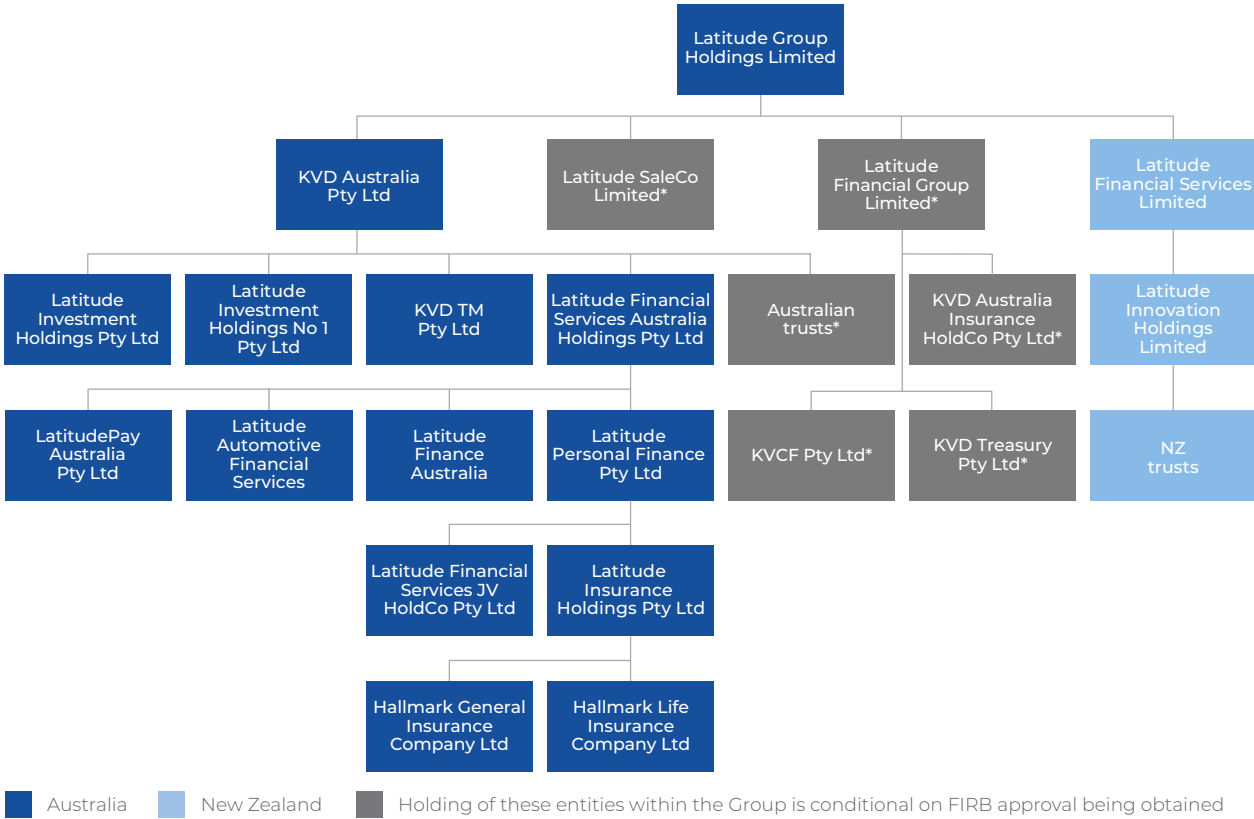 Latitude Group
Holdings Limited
KVD Australia
Pty Ltd
Latitude SaleCo
Limited*
Latitude
Financial Group
Limited*
Latitude
Financial Services
Limited
Latitude
Investment
Holdings Pty Ltd
Latitude
Investment
Holdings No 1
Pty Ltd
KVD TM
Pty Ltd
Latitude Financial
Services Australia
Holdings Pty Ltd
Australian
trusts*
KVD Australia
Insurance
HoldCo Pty Ltd*
Latitude
Innovation
Holdings
Limited
LatitudePay
Australia
Pty Ltd
Latitude
Automotive
Financial
Services
Latitude
Finance
Australia
Latitude
Personal Finance
Pty Ltd
KVCF Pty Ltd*
KVD Treasury
Pty Ltd*
NZ
trusts
Latitude Financial
Services JV
HoldCo Pty Ltd
Latitude
Insurance
Holdings Pty Ltd
Hallmark General
Insurance
Company Ltd
Hallmark Life
Insurance
Company Ltd
Australia
New Zealand
Holding of these entities within the Group is conditional on FIRB approval being obtained